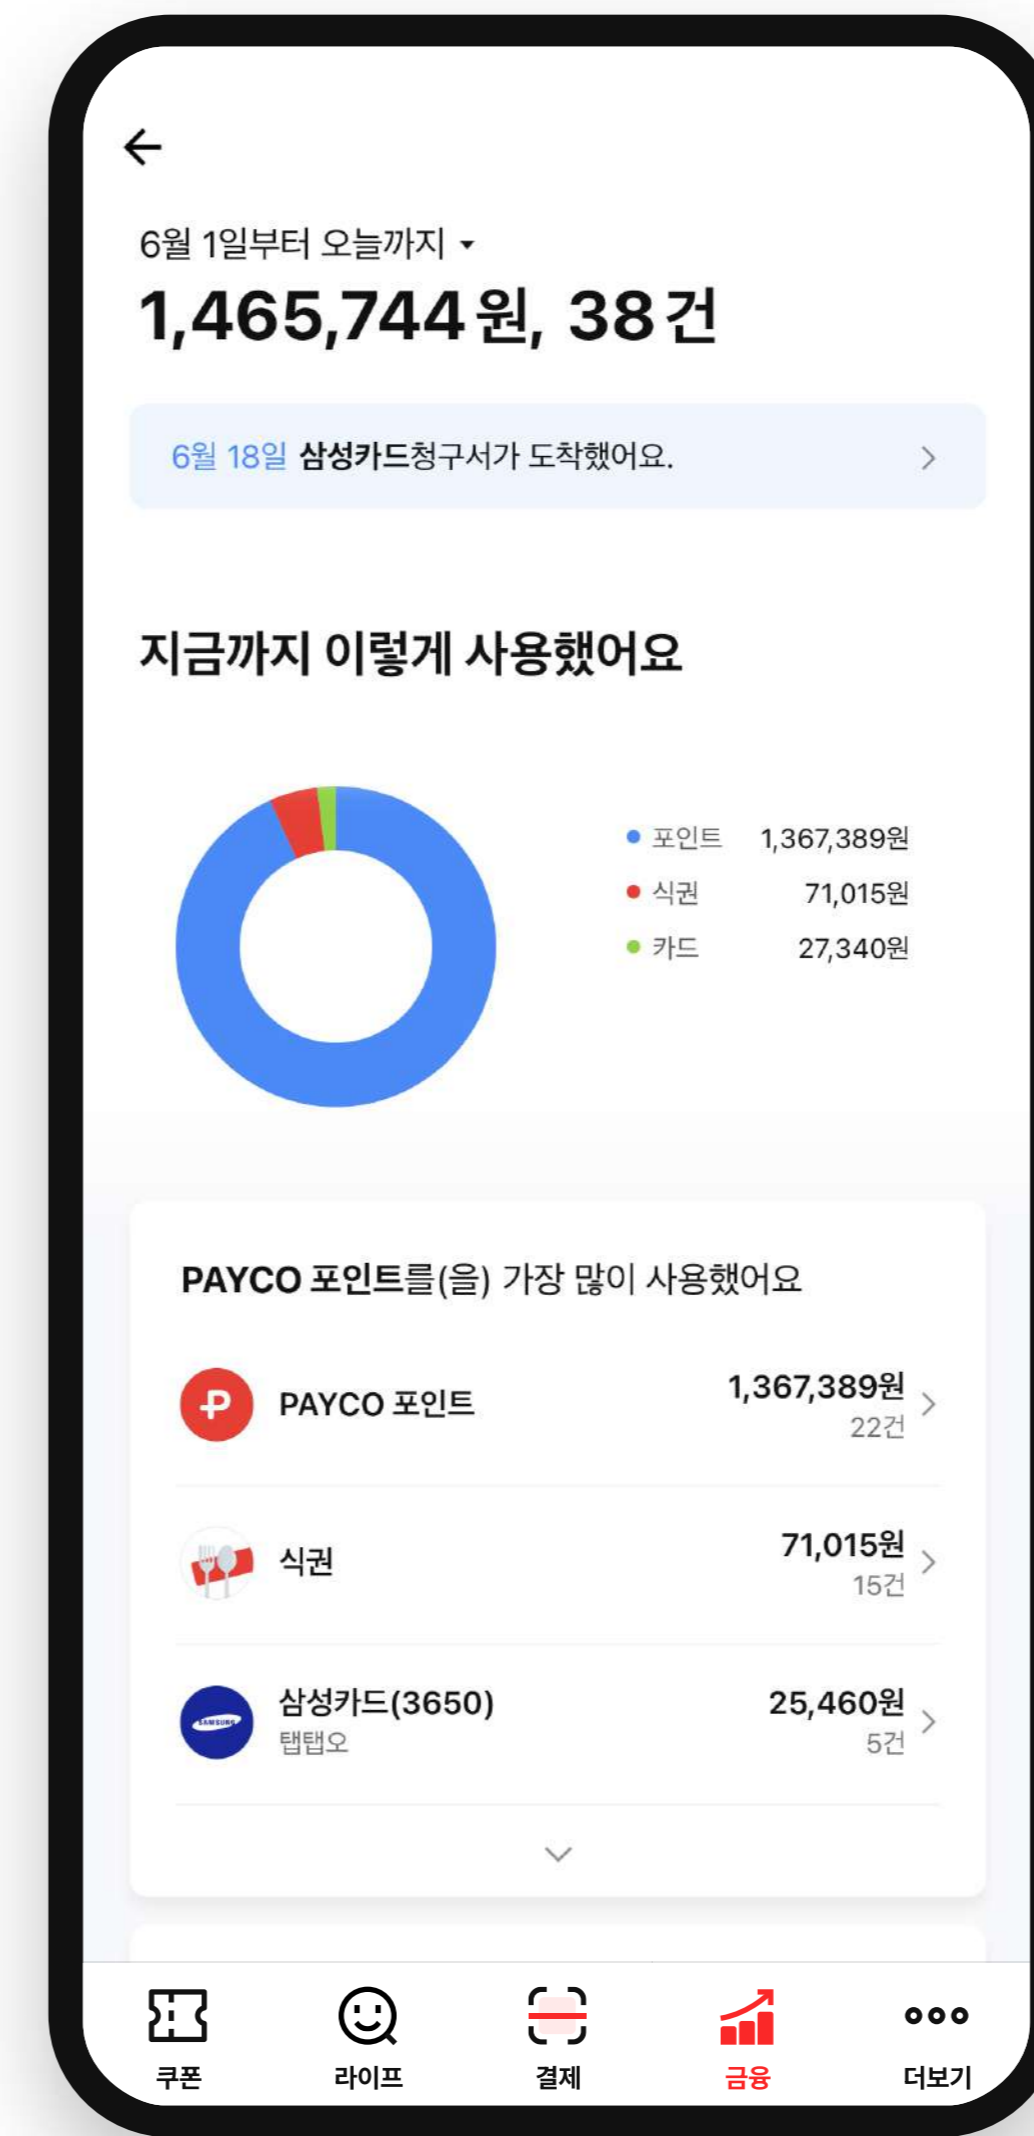 6월 1일부터 오늘까지
1,465,744원, 38건
6월 18일 삼성카드청구서가 도착했어요.
지금까지 이렇게 사용했어요
포인트 1,367,389원
식권 71,015원
카드 27,340원
PAYCO 포인트를(을) 가장 많이 사용했어요
PAYCO 포인트 1,367,389원
22건
식권 71,015원
15건
SAMSUNG
삼성카드(3650) 25,460원
탭탭오 5건
쿠폰 라이프 결제 금융 더보기